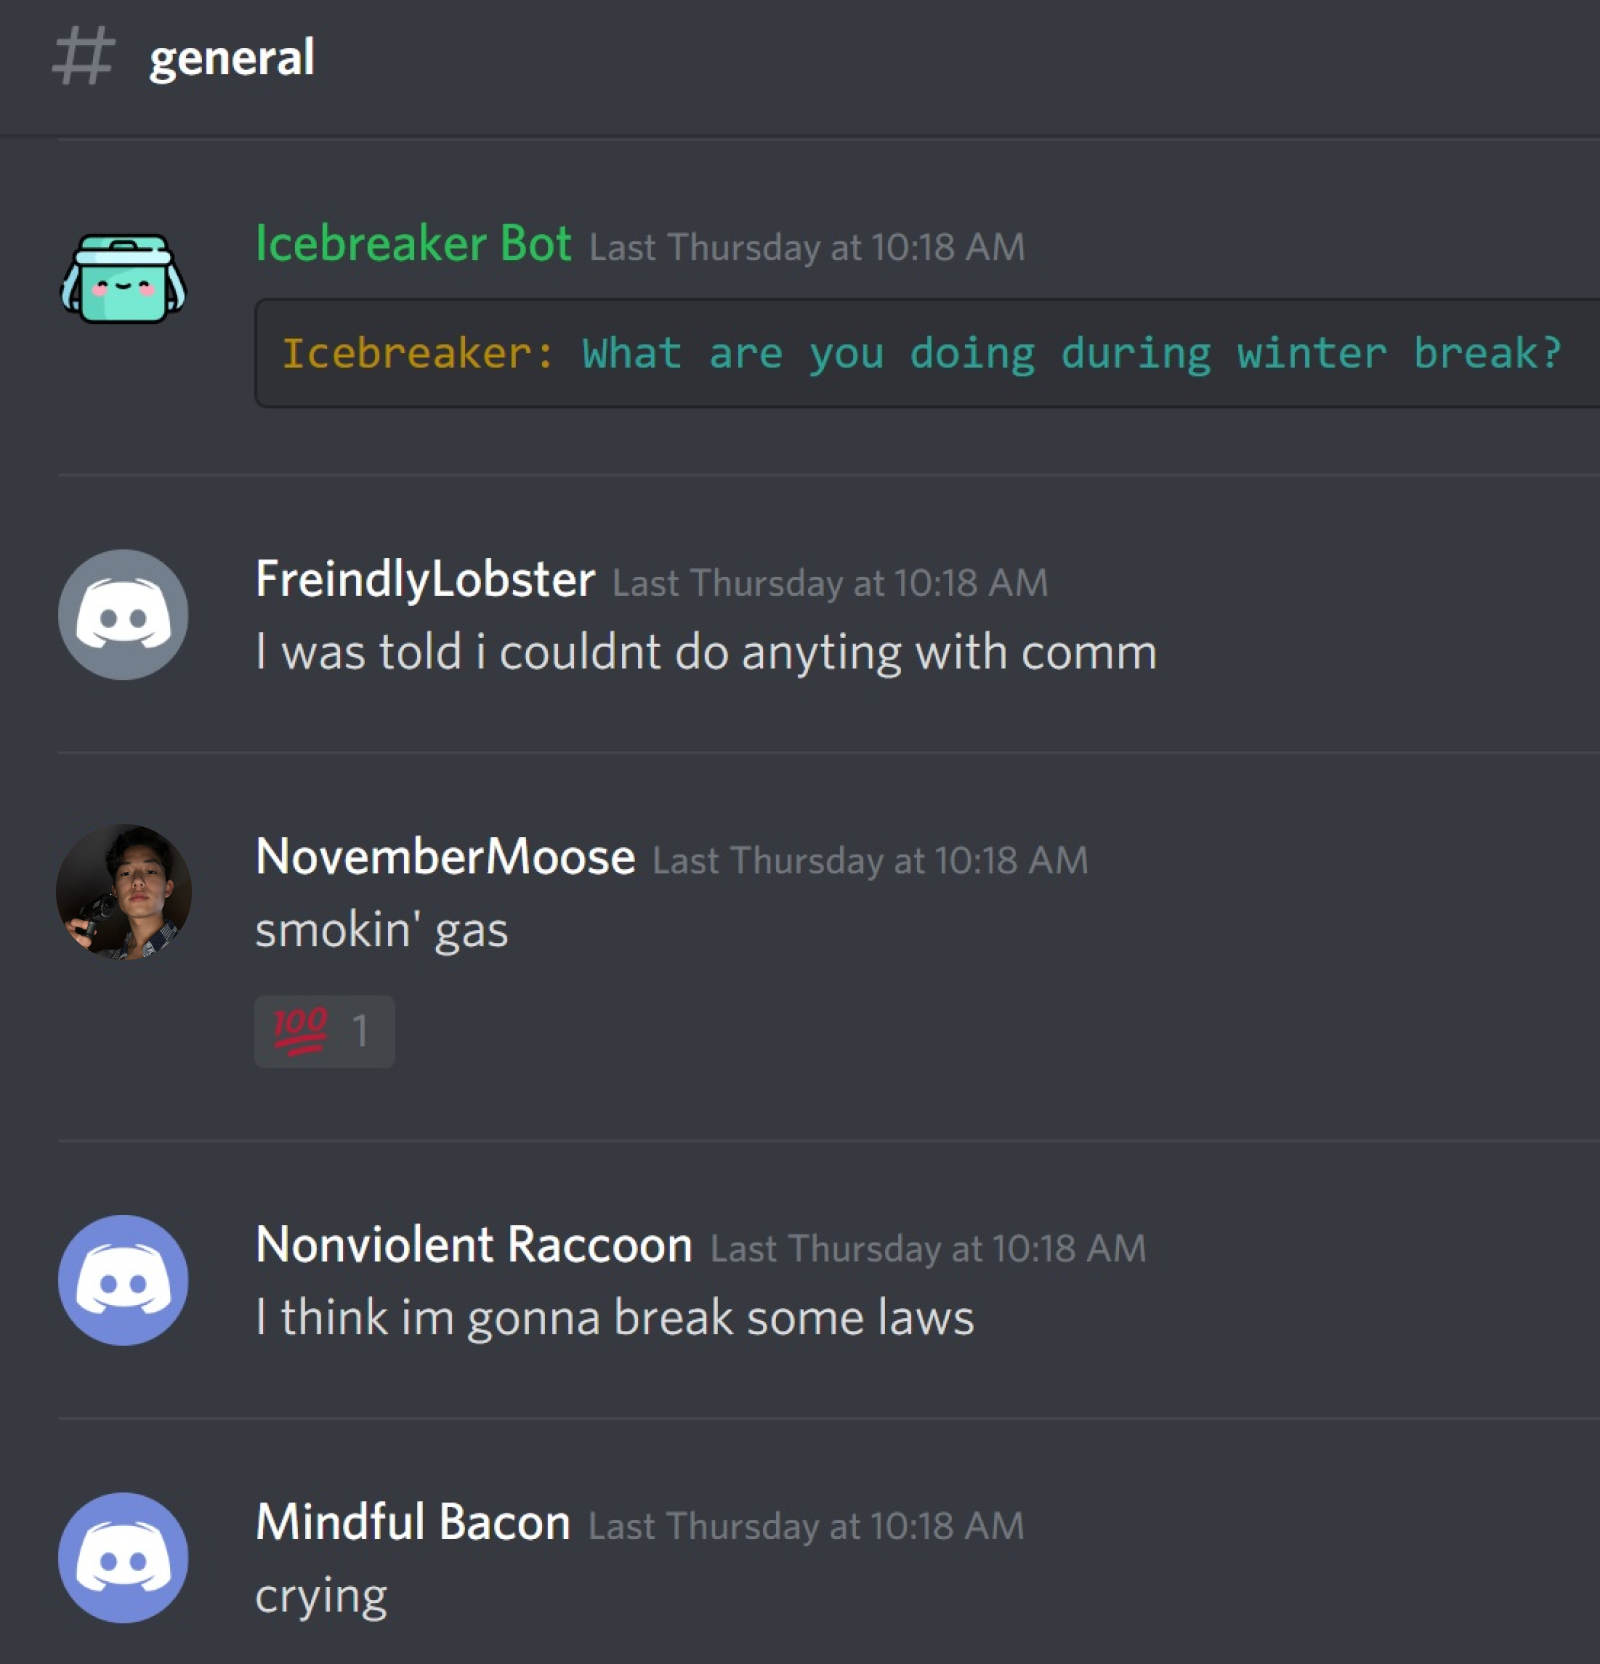 # general
Icebreaker Bot Last Thursday at 10:18 AM
Icebreaker: What are you doing during winter break?
FreindlyLobster Last Thursday at 10:18 AM
I was told i couldnt do anyting with comm
NovemberMoose Last Thursday at 10:18 AM
smokin' gas
💯 1
Nonviolent Raccoon Last Thursday at 10:18 AM
I think im gonna break some laws
Mindful Bacon Last Thursday at 10:18 AM
crying